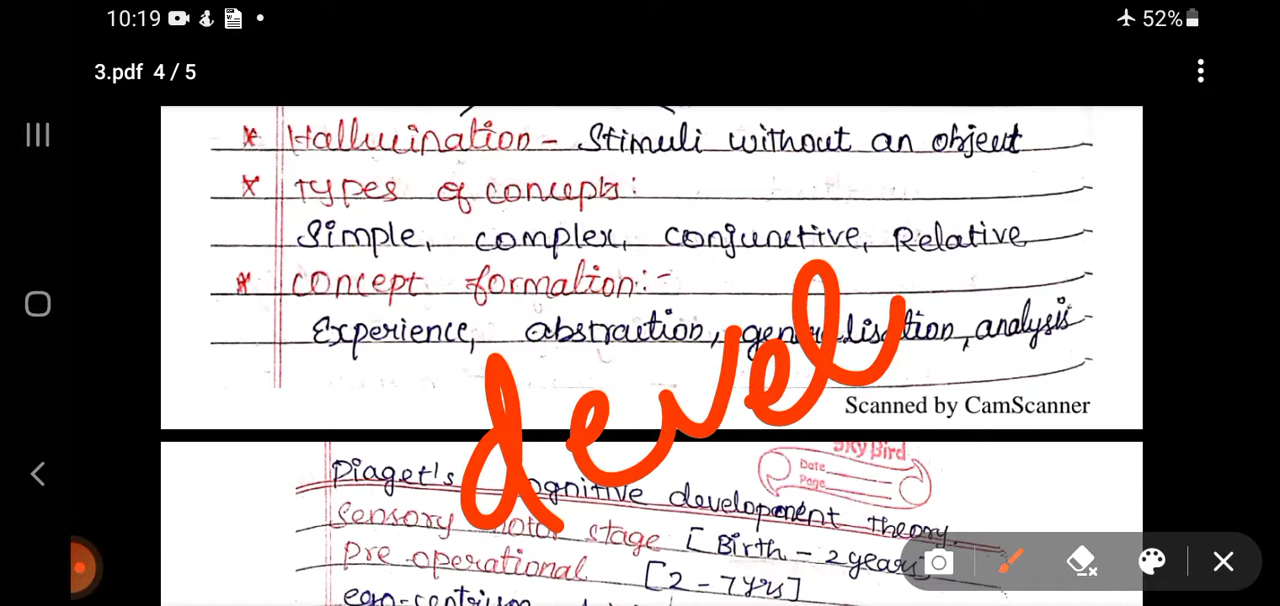 10:19
52%
3.pdf 4 / 5
* Hallucination - Stimuli without an object
* Types of concepts:
Simple, complex, conjunctive, Relative
* concept formation:-
Experience, abstraction, generalisation, analysis
devel
Scanned by CamScanner
Sky Bird
Date
Page
Piaget's cognitive development theory.
Sensory motor stage [Birth - 2 years]
Pre operational [2 - 7 yrs]